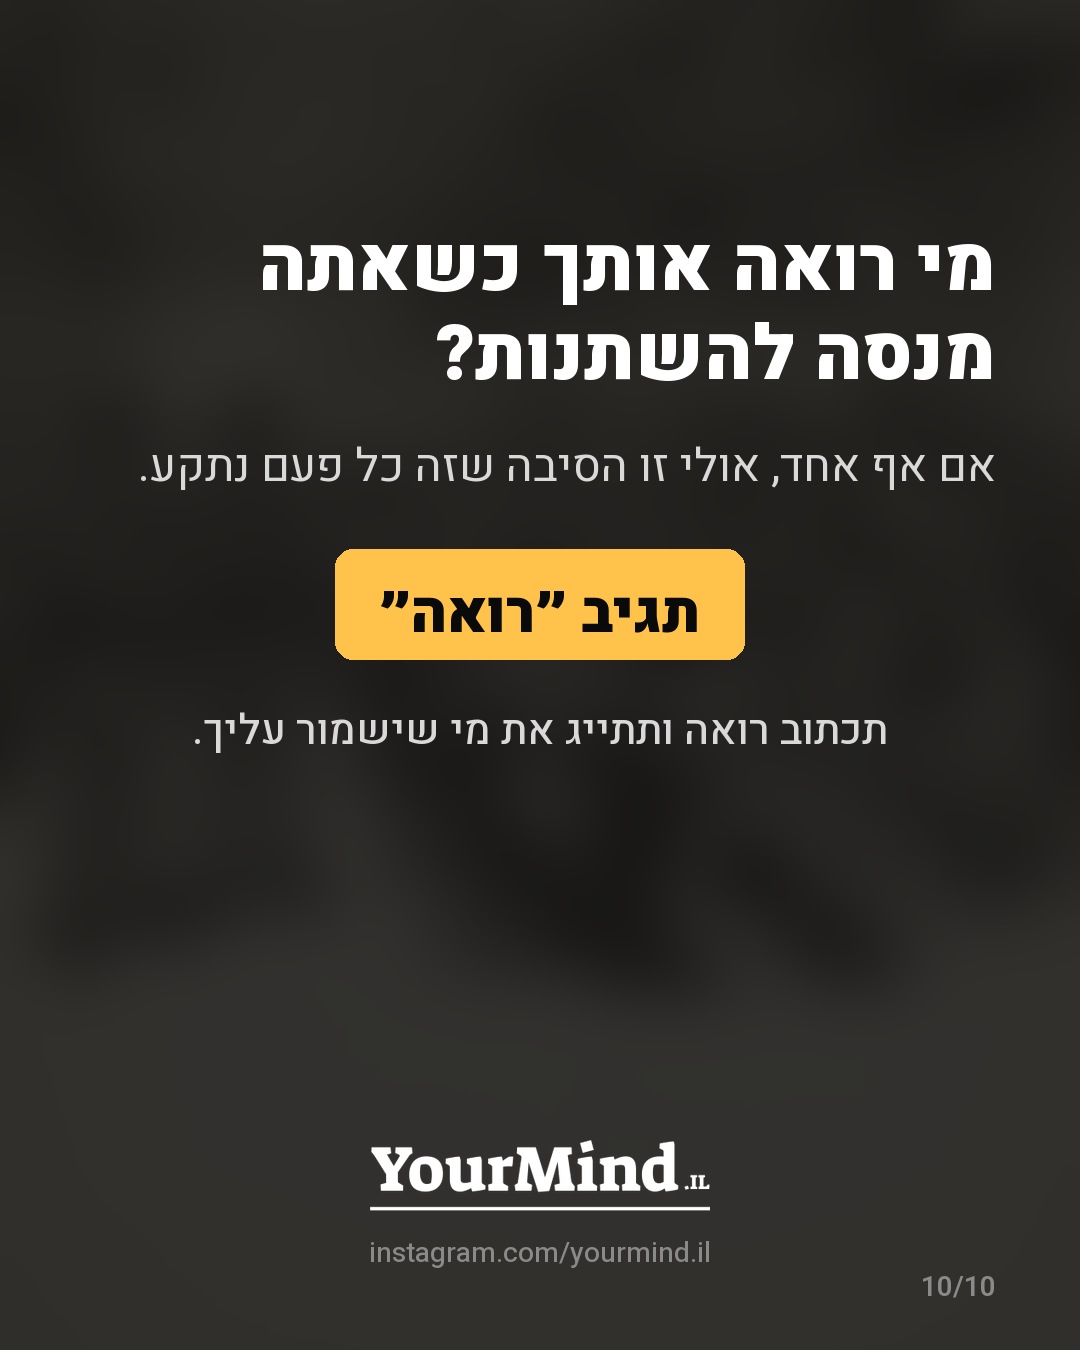 מי רואה אותך כשאתה
מנסה להשתנות?
אם אף אחד, אולי זו הסיבה שזה כל פעם נתקע.
תגיב ״רואה״
תכתוב רואה ותתייג את מי שישמור עליך.
YourMind.IL
instagram.com/yourmind.il
10/10